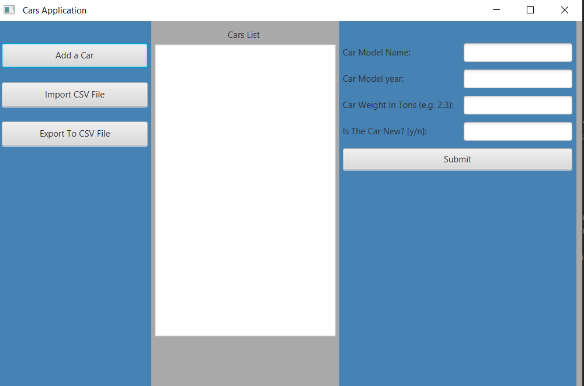 Cars Application
Add a Car
Import CSV File
Export To CSV File
Cars List
Car Model Name:
Car Model year:
Car Weight In Tons (e.g. 2.3):
Is The Car New? [y/n]:
Submit